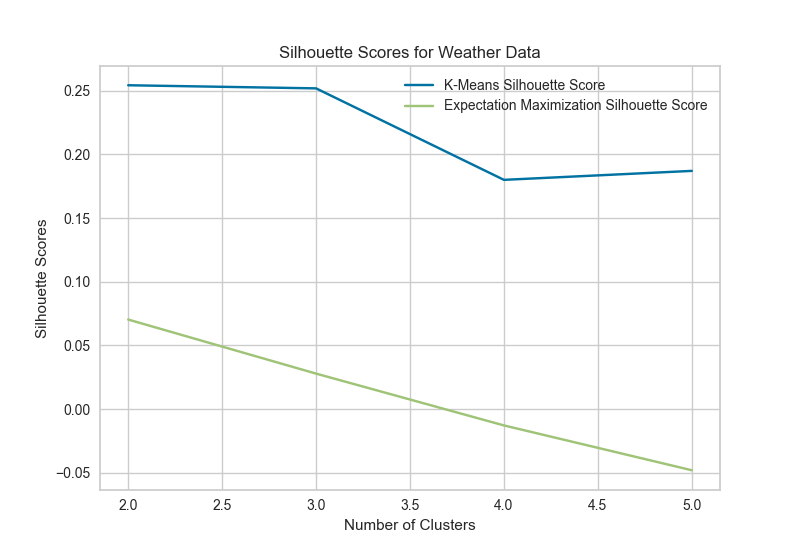 Silhouette Scores for Weather Data
K-Means Silhouette Score
Expectation Maximization Silhouette Score
Silhouette Scores
0.25
0.20
0.15
0.10
0.05
0.00
−0.05
2.0 2.5 3.0 3.5 4.0 4.5 5.0
Number of Clusters